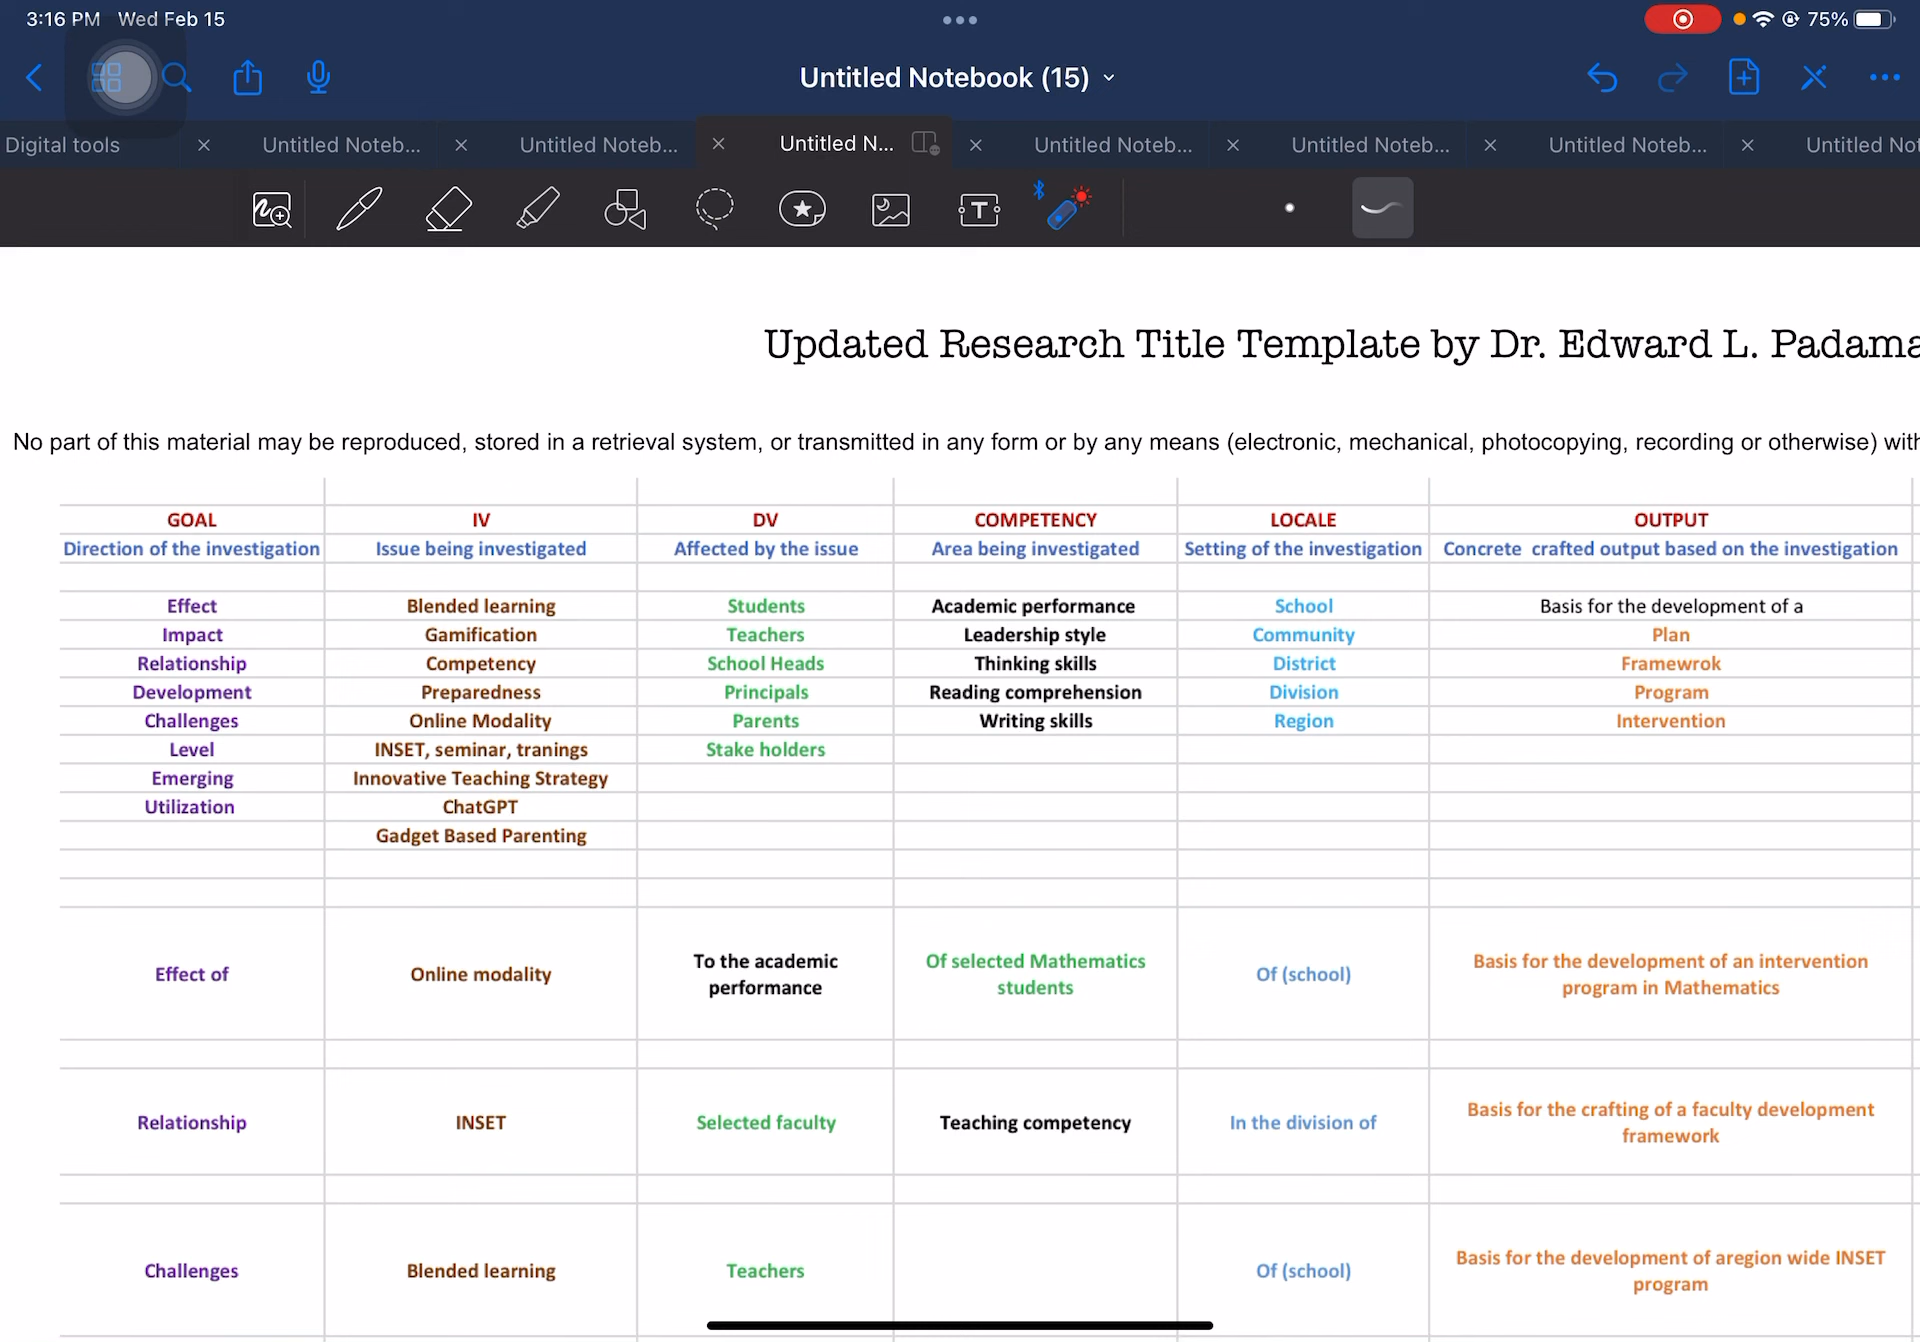 3:16 PM Wed Feb 15
75%
Untitled Notebook (15)
Digital tools
Untitled Noteb...
Untitled Noteb...
Untitled N...
Untitled Noteb...
Untitled Noteb...
Untitled Noteb...
Untitled Not
T
Updated Research Title Template by Dr. Edward L. Padama
No part of this material may be reproduced, stored in a retrieval system, or transmitted in any form or by any means (electronic, mechanical, photocopying, recording or otherwise) with
GOAL IV DV COMPETENCY LOCALE OUTPUT
Direction of the investigation Issue being investigated Affected by the issue Area being investigated Setting of the investigation Concrete crafted output based on the investigation
Effect Blended learning Students Academic performance School Basis for the development of a
Impact Gamification Teachers Leadership style Community Plan
Relationship Competency School Heads Thinking skills District Framewrok
Development Preparedness Principals Reading comprehension Division Program
Challenges Online Modality Parents Writing skills Region Intervention
Level INSET, seminar, tranings Stake holders
Emerging Innovative Teaching Strategy
Utilization ChatGPT
Gadget Based Parenting
Effect of Online modality To the academic performance Of selected Mathematics students Of (school) Basis for the development of an intervention program in Mathematics
Relationship INSET Selected faculty Teaching competency In the division of Basis for the crafting of a faculty development framework
Challenges Blended learning Teachers Of (school) Basis for the development of aregion wide INSET program